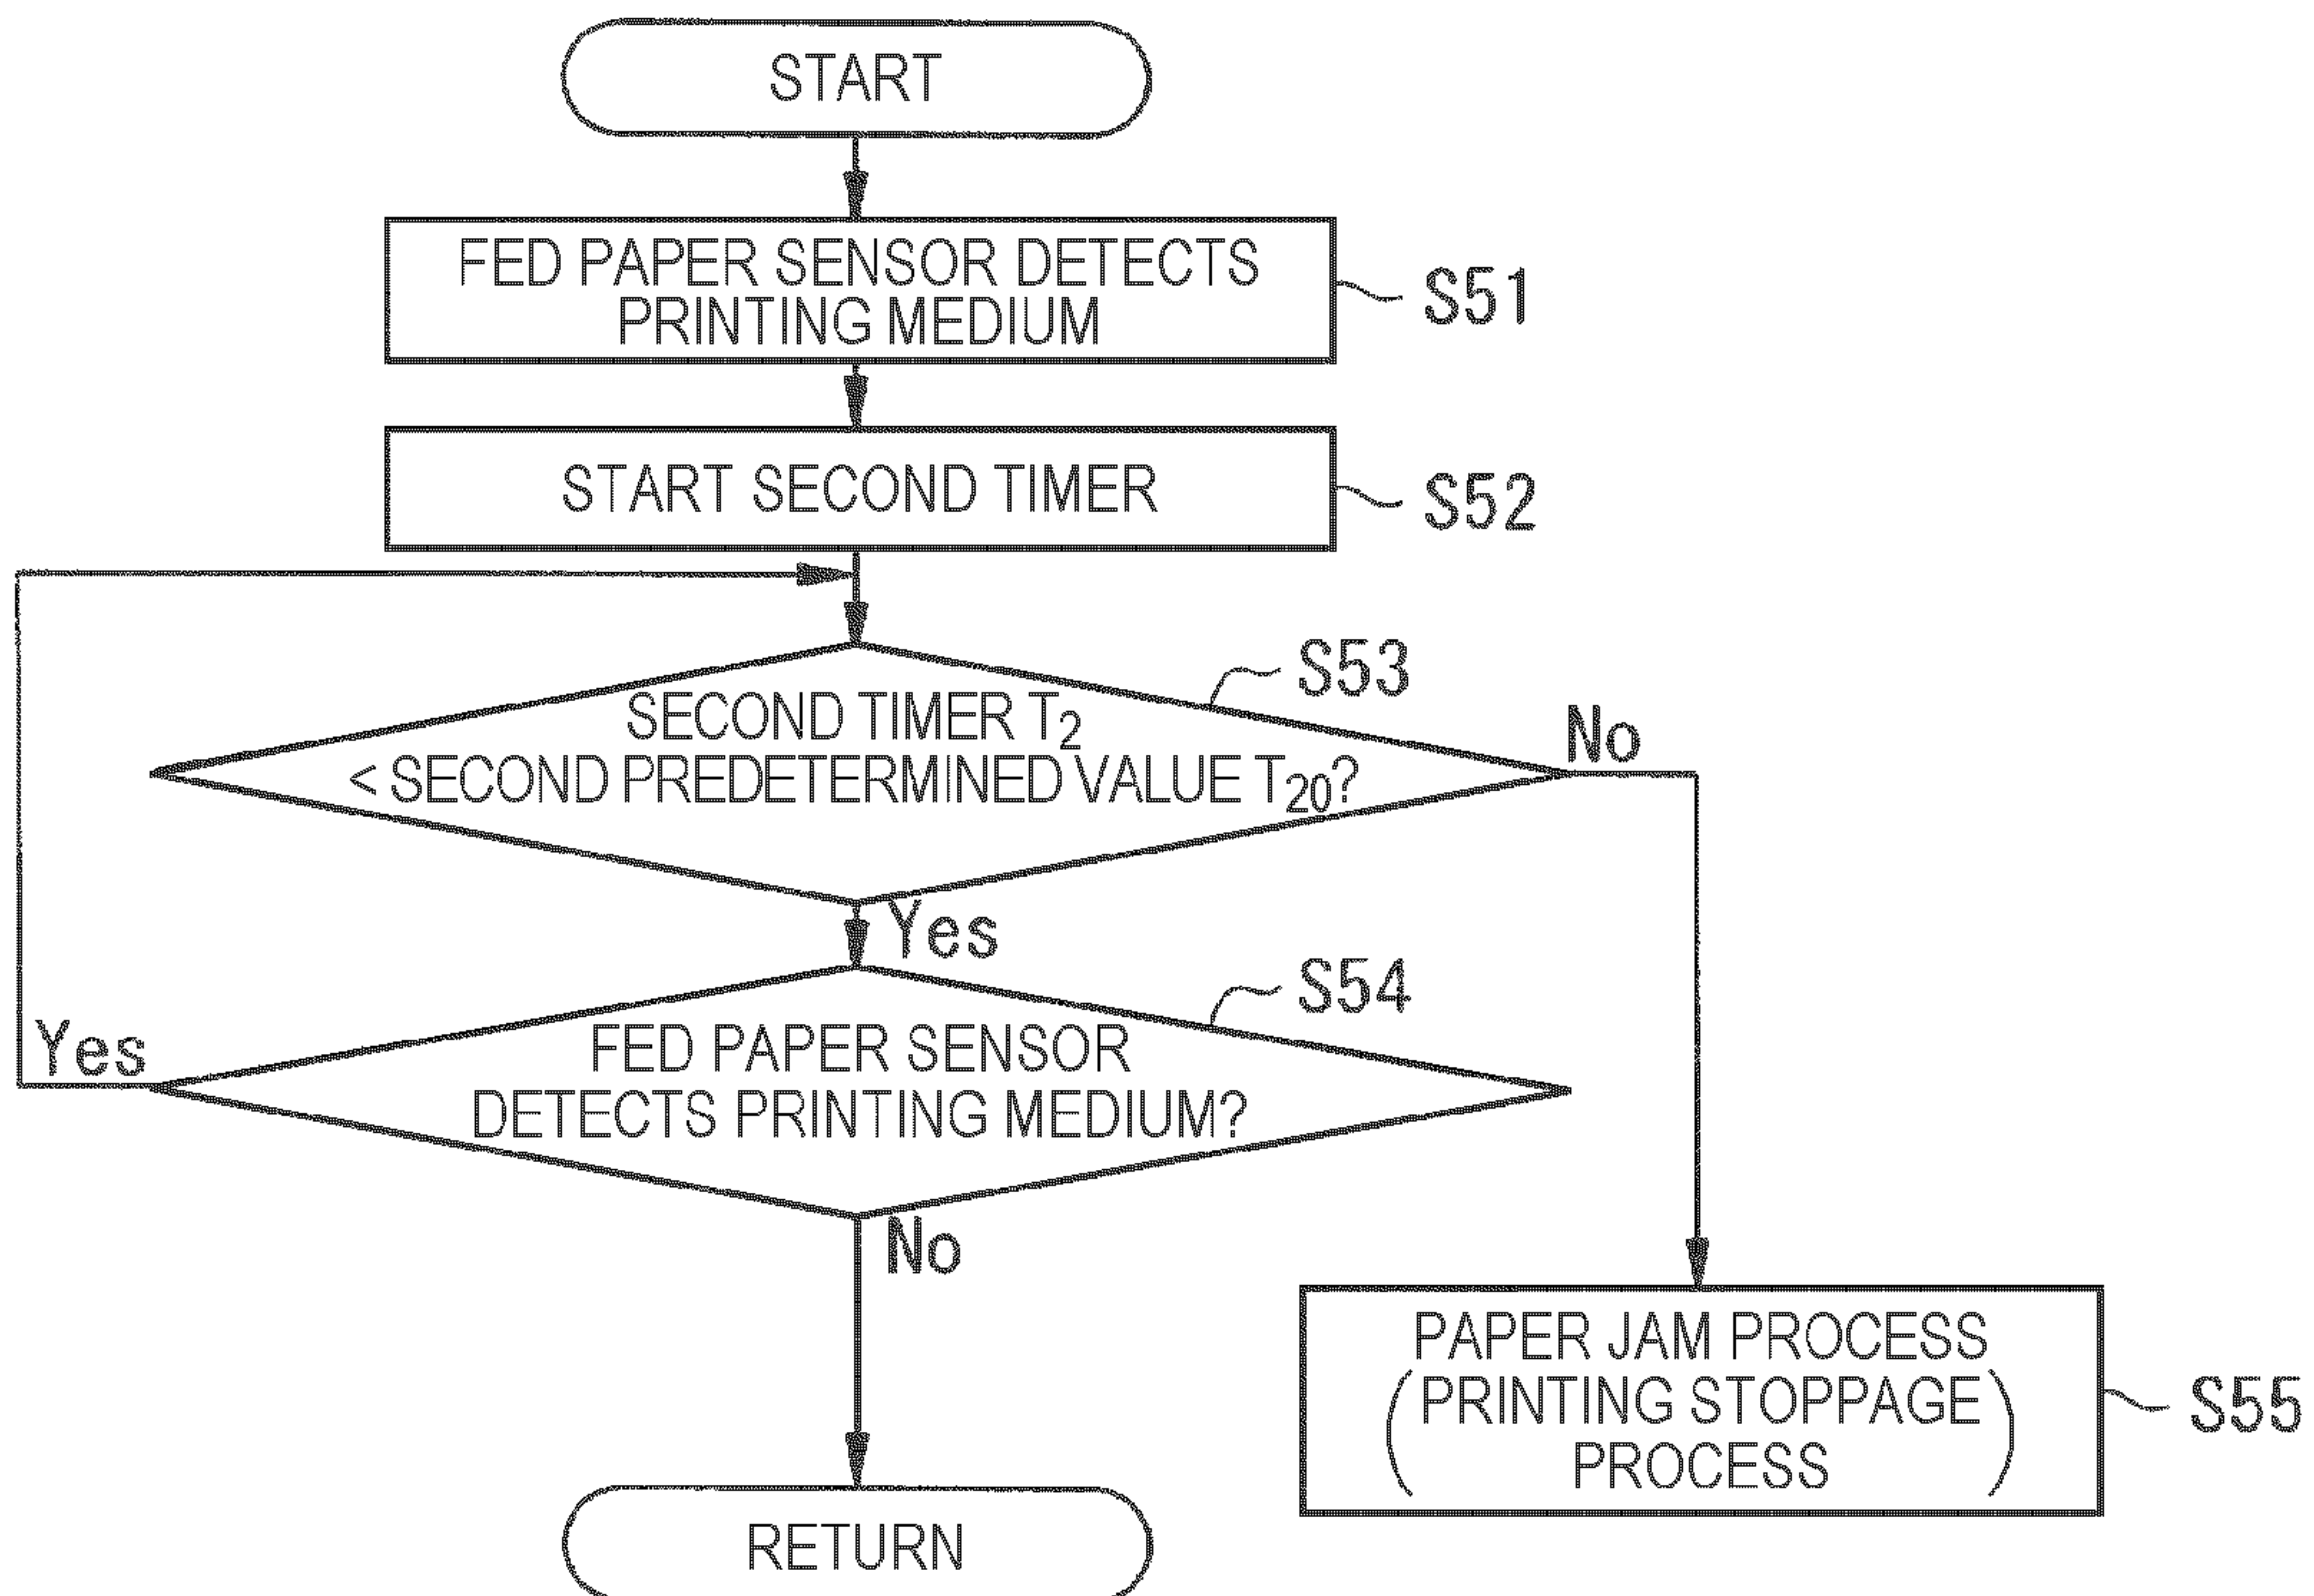 START
FED PAPER SENSOR DETECTS
PRINTING MEDIUM
S51
START SECOND TIMER
S52
S53
SECOND TIMER T2
< SECOND PREDETERMINED VALUE T20?
No
Yes
S54
Yes
FED PAPER SENSOR
DETECTS PRINTING MEDIUM?
No
PAPER JAM PROCESS
(PRINTING STOPPAGE
PROCESS)
S55
RETURN